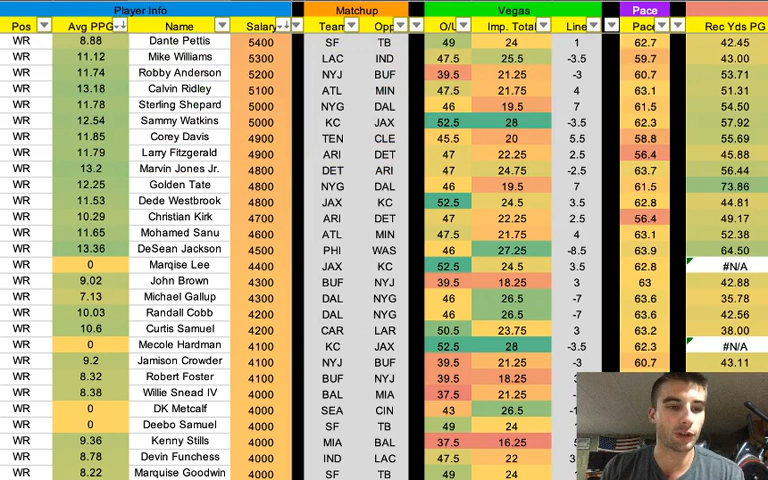 Player Info Matchup Vegas Pace
Pos Avg PPG Name Salary Team Opp O/U Imp. Total Line Pace Rec Yds PG
WR 8.88 Dante Pettis 5400 SF TB 49 24 1 62.7 42.45
WR 11.12 Mike Williams 5300 LAC IND 47.5 25.5 -3.5 59.7 43.00
WR 11.74 Robby Anderson 5200 NYJ BUF 39.5 21.25 -3 60.7 53.71
WR 13.18 Calvin Ridley 5100 ATL MIN 47.5 21.75 4 63.1 51.31
WR 11.78 Sterling Shepard 5000 NYG DAL 46 19.5 7 61.5 54.50
WR 12.54 Sammy Watkins 5000 KC JAX 52.5 28 -3.5 62.3 57.92
WR 11.85 Corey Davis 4900 TEN CLE 45.5 20 5.5 58.8 55.69
WR 11.79 Larry Fitzgerald 4900 ARI DET 47 22.25 2.5 56.4 45.88
WR 13.2 Marvin Jones Jr. 4800 DET ARI 47 24.75 -2.5 63.7 56.44
WR 12.25 Golden Tate 4800 NYG DAL 46 19.5 7 61.5 73.86
WR 11.53 Dede Westbrook 4800 JAX KC 52.5 24.5 3.5 62.8 44.81
WR 10.29 Christian Kirk 4700 ARI DET 47 22.25 2.5 56.4 49.17
WR 11.65 Mohamed Sanu 4600 ATL MIN 47.5 21.75 4 63.1 52.38
WR 13.36 DeSean Jackson 4500 PHI WAS 46 27.25 -8.5 63.9 64.50
WR 0 Marqise Lee 4400 JAX KC 52.5 24.5 3.5 62.8 #N/A
WR 9.02 John Brown 4300 BUF NYJ 39.5 18.25 3 63 42.88
WR 7.13 Michael Gallup 4200 DAL NYG 46 26.5 -7 63.6 35.78
WR 10.03 Randall Cobb 4200 DAL NYG 46 26.5 -7 63.6 42.56
WR 10.6 Curtis Samuel 4200 CAR LAR 50.5 23.75 3 63.2 38.00
WR 0 Mecole Hardman 4100 KC JAX 52.5 28 -3.5 62.3 #N/A
WR 9.2 Jamison Crowder 4100 NYJ BUF 39.5 21.25 -3 60.7 43.11
WR 8.32 Robert Foster 4100 BUF NYJ 39.5 18.25
WR 8.38 Willie Snead IV 4000 BAL MIA 37.5 21.25
WR 0 DK Metcalf 4000 SEA CIN 43 26.5
WR 0 Deebo Samuel 4000 SF TB 49 24
WR 9.36 Kenny Stills 4000 MIA BAL 37.5 16.25
WR 8.78 Devin Funchess 4000 IND LAC 47.5 22
WR 8.22 Marquise Goodwin 4000 SF TB 49 24